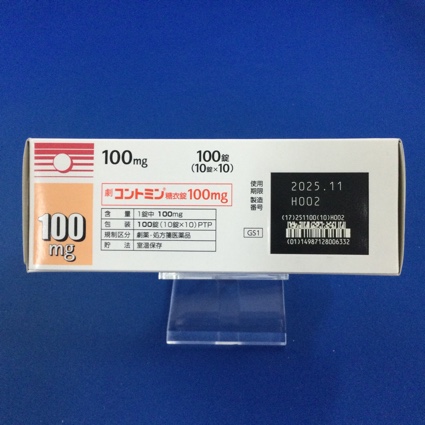 100mg
100錠
(10錠×10)
劇 コントミン糖衣錠100mg
含 量 1錠中 100mg
包 装 100錠(10錠×10)PTP
規制区分 劇薬・処方箋医薬品
貯 法 室温保存
100
mg
使用
期限
製造
番号
2025.11
H002
(17)251100(10)H002
(01)14987128006332
GS1